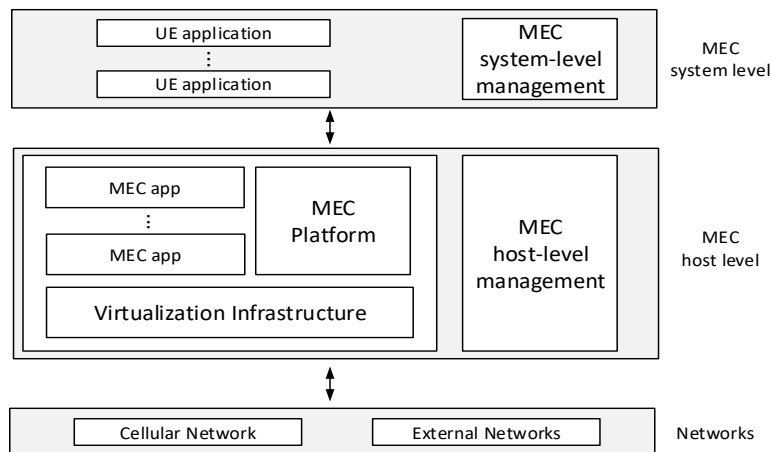 UE application
⋮
UE application
MEC
system-level
management
MEC
system level
MEC app
⋮
MEC app
MEC
Platform
Virtualization Infrastructure
MEC
host-level
management
MEC
host level
Cellular Network
External Networks
Networks